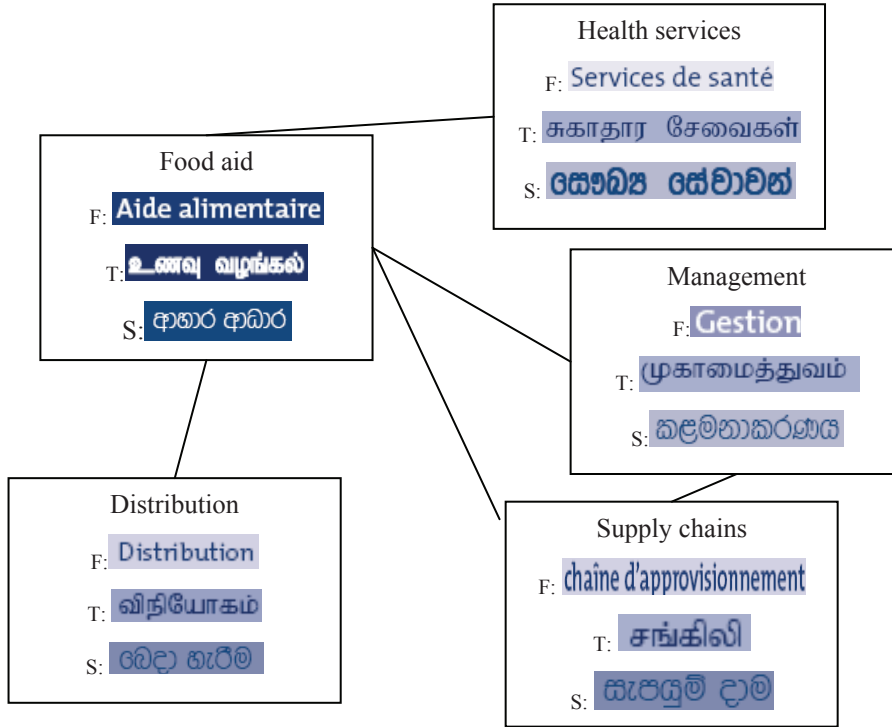 Health services
F: Services de santé
T: சுகாதார சேவைகள்
S: සෞඛ්‍ය සේවාවන්
Food aid
F: Aide alimentaire
T: உணவு வழங்கல்
S: ආහාර ආධාර
Management
F: Gestion
T: முகாமைத்துவம்
S: කළමනාකරණය
Distribution
F: Distribution
T: விநியோகம்
S: බෙදා හැරීම
Supply chains
F: chaîne d'approvisionnement
T: சங்கிலி
S: සැපයුම් දාම